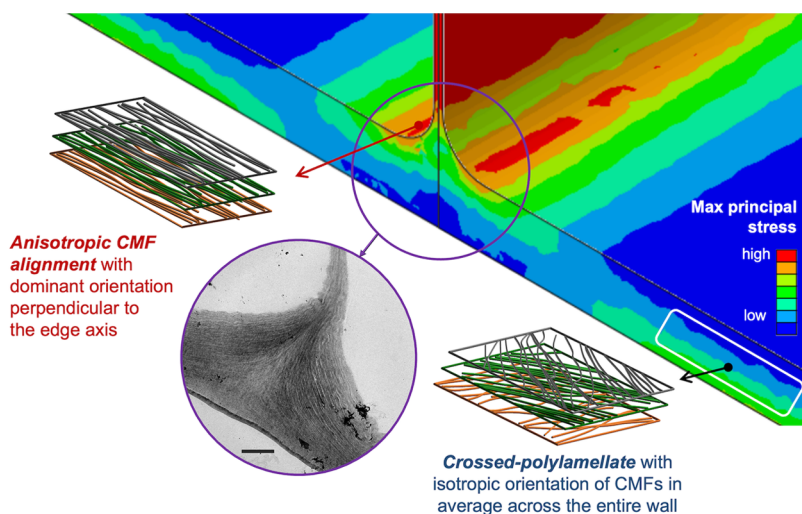 Max principal
stress
high
low
Anisotropic CMF
alignment with
dominant orientation
perpendicular to
the edge axis
Crossed-polylamellate with
isotropic orientation of CMFs in
average across the entire wall